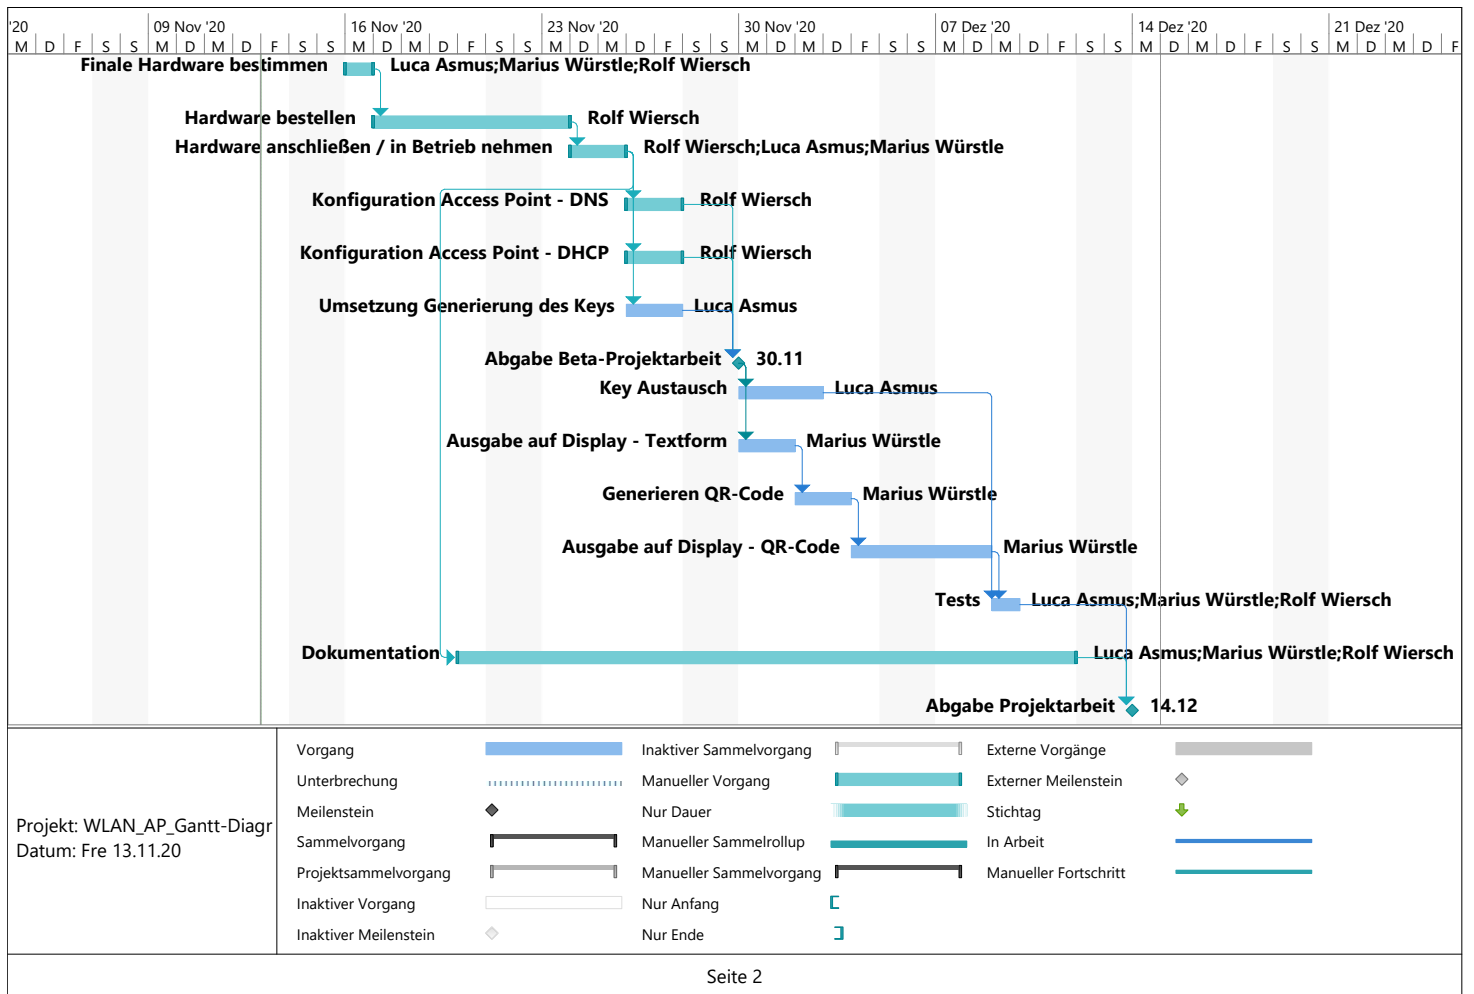 '20 09 Nov '20 16 Nov '20 23 Nov '20 30 Nov '20 07 Dez '20 14 Dez '20 21 Dez '20
M D F S S M D M D F S S M D M D F S S M D M D F S S M D M D F S S M D M D F S S M D M D F S S M D M D F
Finale Hardware bestimmen Luca Asmus;Marius Würstle;Rolf Wiersch
Hardware bestellen Rolf Wiersch
Hardware anschließen / in Betrieb nehmen Rolf Wiersch;Luca Asmus;Marius Würstle
Konfiguration Access Point - DNS Rolf Wiersch
Konfiguration Access Point - DHCP Rolf Wiersch
Umsetzung Generierung des Keys Luca Asmus
Abgabe Beta-Projektarbeit 30.11
Key Austausch Luca Asmus
Ausgabe auf Display - Textform Marius Würstle
Generieren QR-Code Marius Würstle
Ausgabe auf Display - QR-Code Marius Würstle
Tests Luca Asmus;Marius Würstle;Rolf Wiersch
Dokumentation Luca Asmus;Marius Würstle;Rolf Wiersch
Abgabe Projektarbeit 14.12
Projekt: WLAN_AP_Gantt-Diagr
Datum: Fre 13.11.20
Vorgang Inaktiver Sammelvorgang Externe Vorgänge
Unterbrechung Manueller Vorgang Externer Meilenstein
Meilenstein Nur Dauer Stichtag
Sammelvorgang Manueller Sammelrollup In Arbeit
Projektsammelvorgang Manueller Sammelvorgang Manueller Fortschritt
Inaktiver Vorgang Nur Anfang
Inaktiver Meilenstein Nur Ende
Seite 2